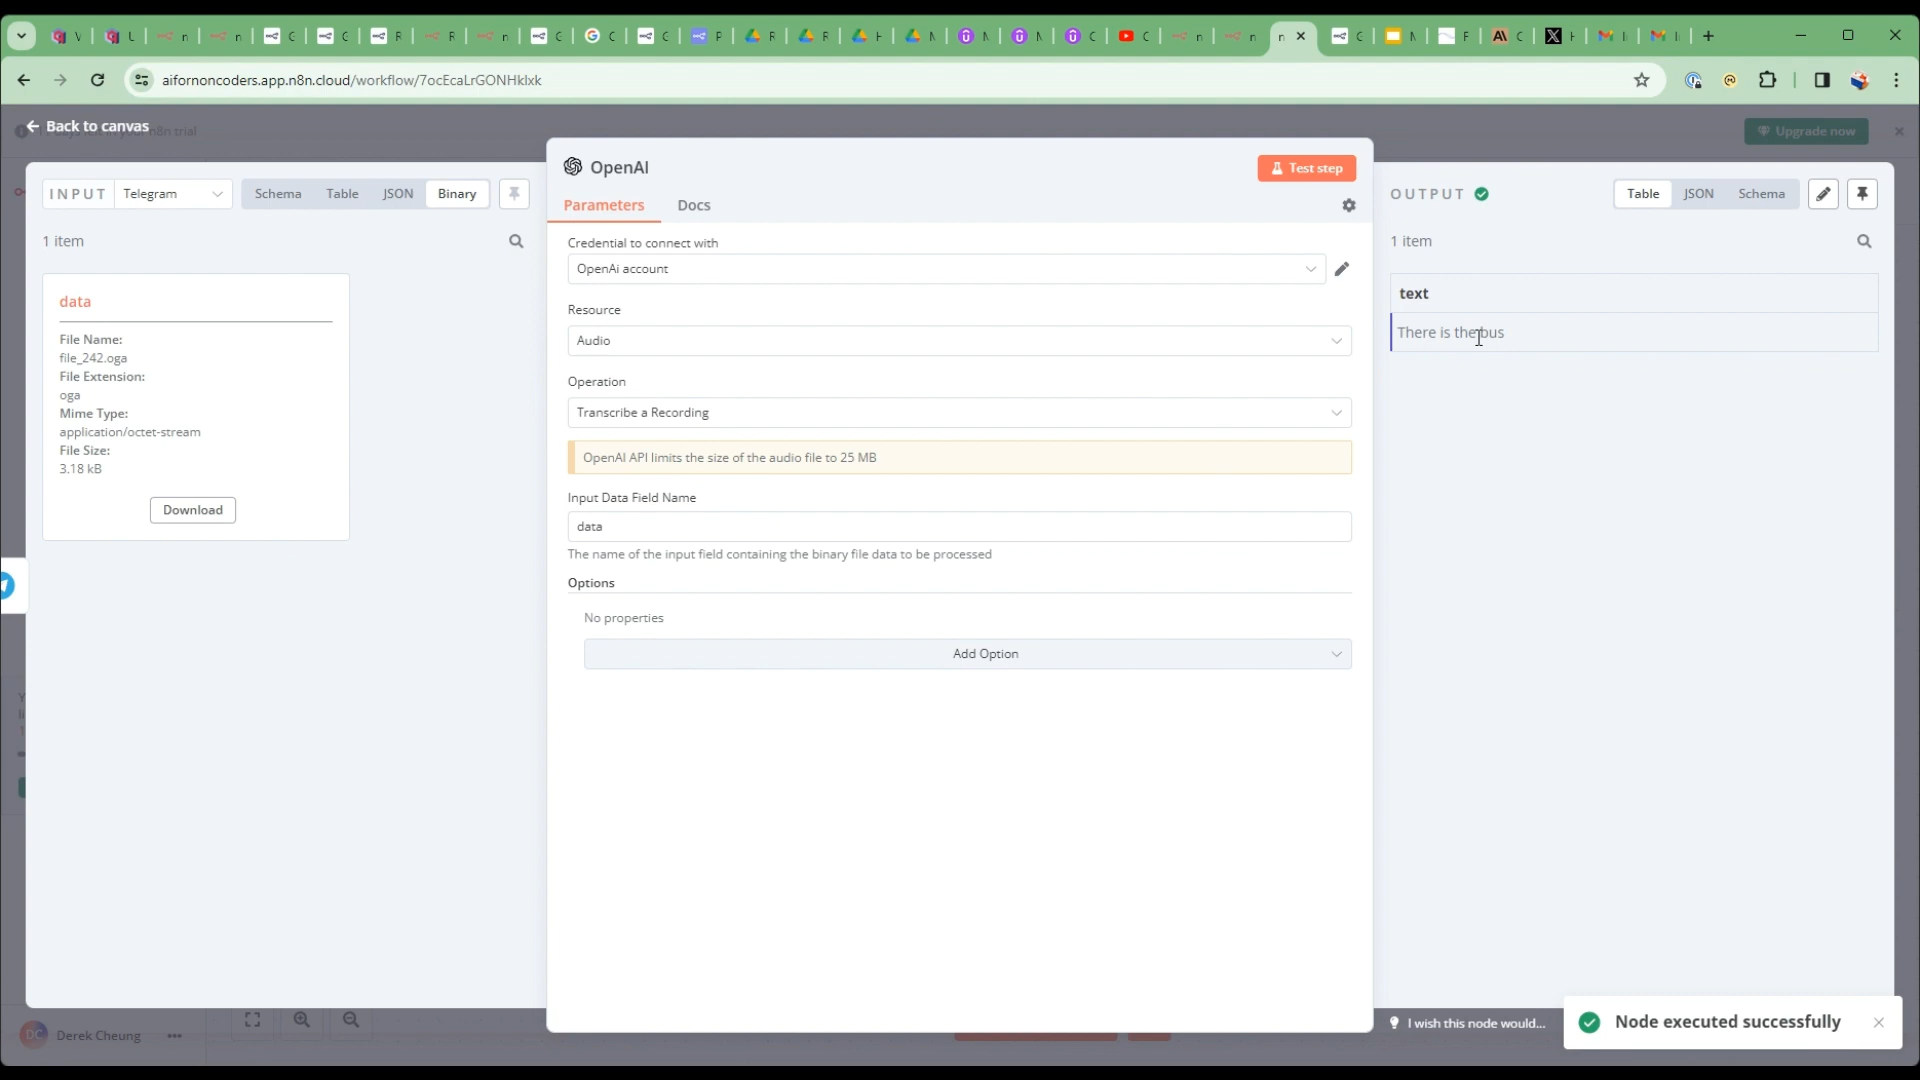 aifornoncoders.app.n8n.cloud/workflow/7ocEcaLrGONHklxk
Back to canvas
n8n trial
Upgrade now
OpenAI
Test step
INPUT Telegram Schema Table JSON Binary
OUTPUT Table JSON Schema
Parameters Docs
1 item
1 item
Credential to connect with
OpenAi account
data
text
File Name:
file_242.oga
File Extension:
oga
Mime Type:
application/octet-stream
File Size:
3.18 kB
Download
There is the bus
Resource
Audio
Operation
Transcribe a Recording
OpenAI API limits the size of the audio file to 25 MB
Input Data Field Name
data
The name of the input field containing the binary file data to be processed
Options
No properties
Add Option
DC Derek Cheung
I wish this node would...
Node executed successfully